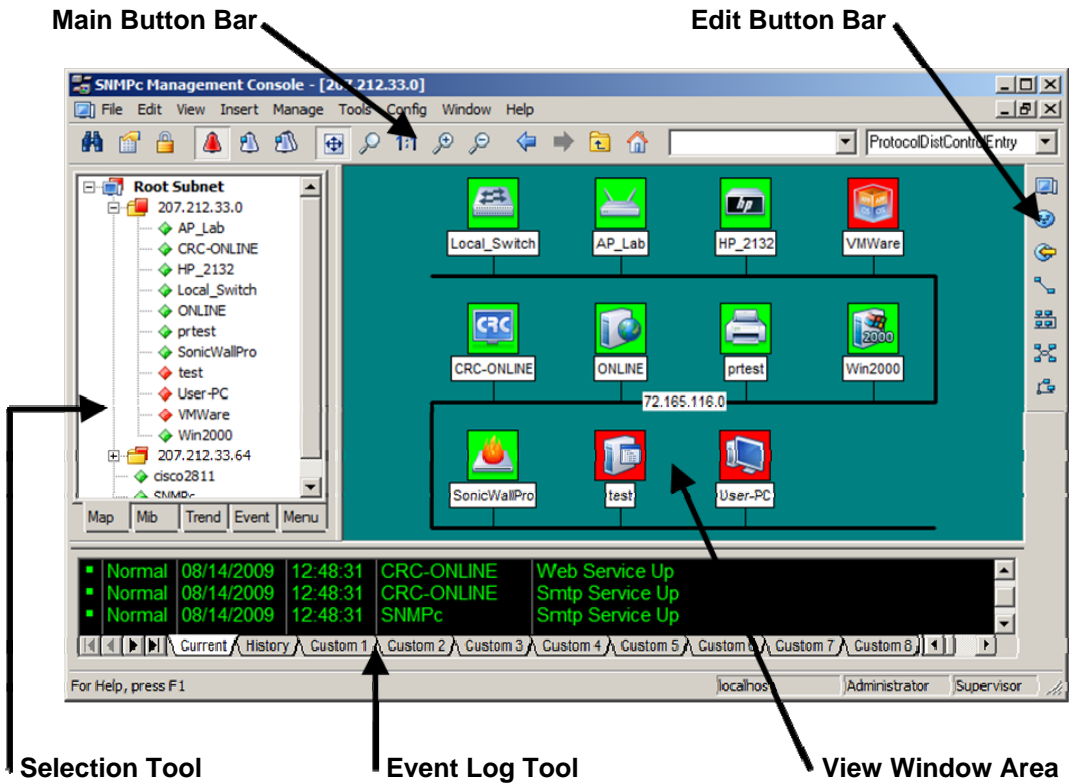 Main Button Bar
Edit Button Bar
SNMPc Management Console - [207.212.33.0]
File Edit View Insert Manage Tools Config Window Help
1:1
ProtocolDistControlEntry
Root Subnet
207.212.33.0
AP_Lab
CRC-ONLINE
HP_2132
Local_Switch
ONLINE
prtest
SonicWallPro
test
User-PC
VMWare
Win2000
207.212.33.64
cisco2811
SNMPc
Map Mib Trend Event Menu
hp
Local_Switch AP_Lab HP_2132 VMWare
CRC
2000
CRC-ONLINE ONLINE prtest Win2000
72.165.116.0
SonicWallPro test User-PC
Normal 08/14/2009 12:48:31 CRC-ONLINE Web Service Up
Normal 08/14/2009 12:48:31 CRC-ONLINE Smtp Service Up
Normal 08/14/2009 12:48:31 SNMPc Smtp Service Up
Current History Custom 1 Custom 2 Custom 3 Custom 4 Custom 5 Custom 6 Custom 7 Custom 8
For Help, press F1
localhost Administrator Supervisor
Selection Tool
Event Log Tool
View Window Area